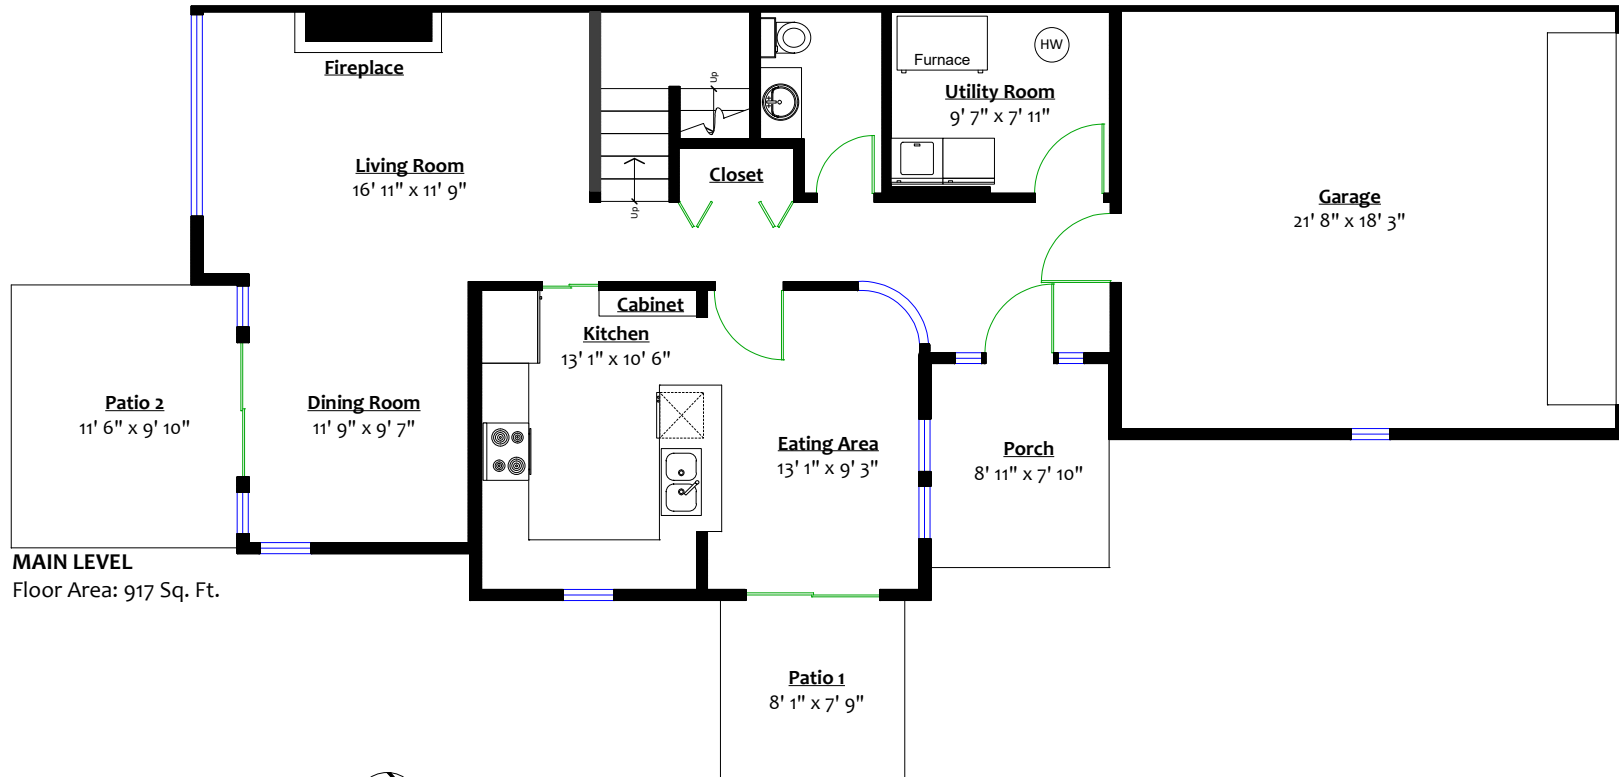 Fireplace
Living Room
16' 11" x 11' 9"
Up
Up
Closet
Furnace
HW
Utility Room
9' 7" x 7' 11"
Garage
21' 8" x 18' 3"
Cabinet
Kitchen
13' 1" x 10' 6"
Patio 2
11' 6" x 9' 10"
Dining Room
11' 9" x 9' 7"
Eating Area
13' 1" x 9' 3"
Porch
8' 11" x 7' 10"
MAIN LEVEL
Floor Area: 917 Sq. Ft.
Patio 1
8' 1" x 7' 9"